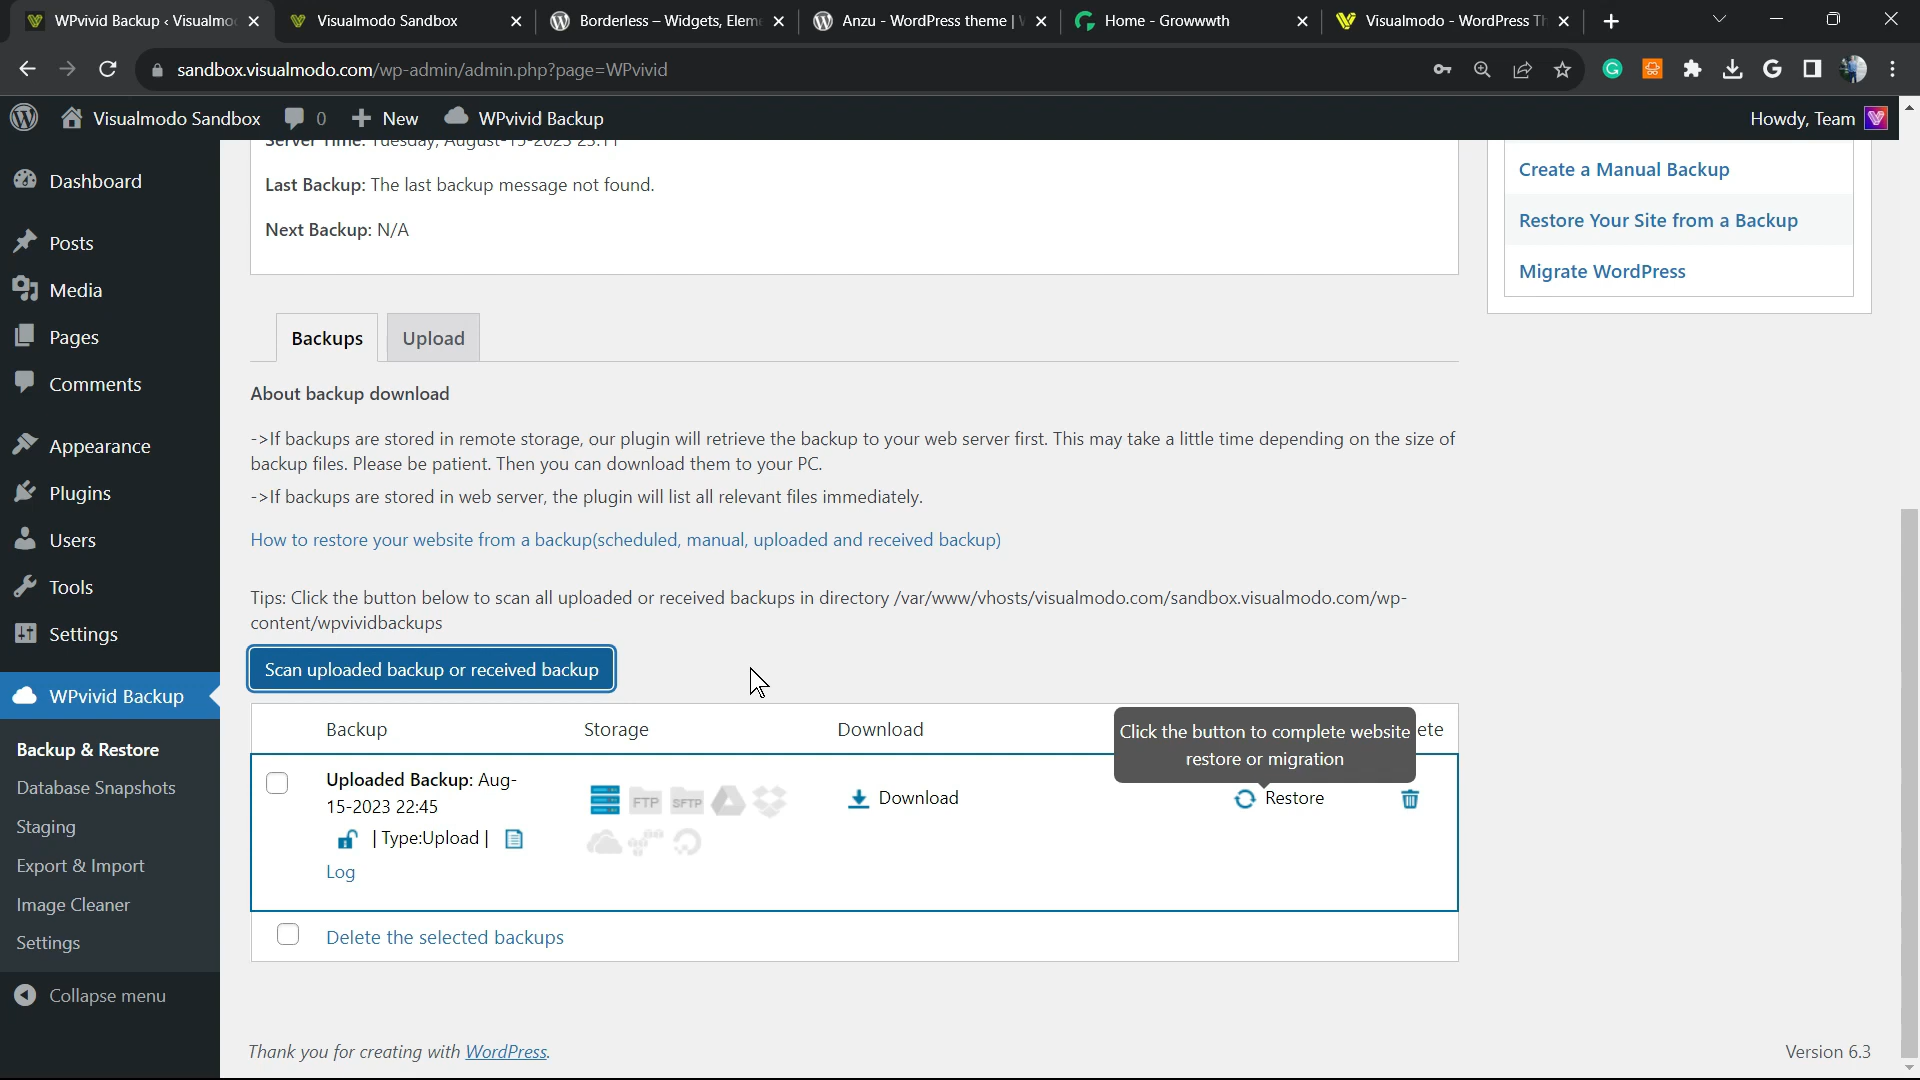 WPvivid Backup ‹ Visualmo
Visualmodo Sandbox
Borderless – Widgets, Elem
Anzu - WordPress theme |
Home - Growwwth
Visualmodo - WordPress Th
sandbox.visualmodo.com/wp-admin/admin.php?page=WPvivid
Visualmodo Sandbox
0
New
WPvivid Backup
Howdy, Team
Dashboard
Posts
Media
Pages
Comments
Appearance
Plugins
Users
Tools
Settings
WPvivid Backup
Backup & Restore
Database Snapshots
Staging
Export & Import
Image Cleaner
Settings
Collapse menu
Server Time: Tuesday, August-15-2023 23:11
Last Backup: The last backup message not found.
Next Backup: N/A
Create a Manual Backup
Restore Your Site from a Backup
Migrate WordPress
Backups
Upload
About backup download
->If backups are stored in remote storage, our plugin will retrieve the backup to your web server first. This may take a little time depending on the size of
backup files. Please be patient. Then you can download them to your PC.
->If backups are stored in web server, the plugin will list all relevant files immediately.
How to restore your website from a backup(scheduled, manual, uploaded and received backup)
Tips: Click the button below to scan all uploaded or received backups in directory /var/www/vhosts/visualmodo.com/sandbox.visualmodo.com/wp-
content/wpvividbackups
Scan uploaded backup or received backup
Backup
Storage
Download
ete
Click the button to complete website
restore or migration
Uploaded Backup: Aug-
15-2023 22:45
| Type:Upload |
Log
FTP
SFTP
Download
Restore
Delete the selected backups
Thank you for creating with WordPress.
Version 6.3